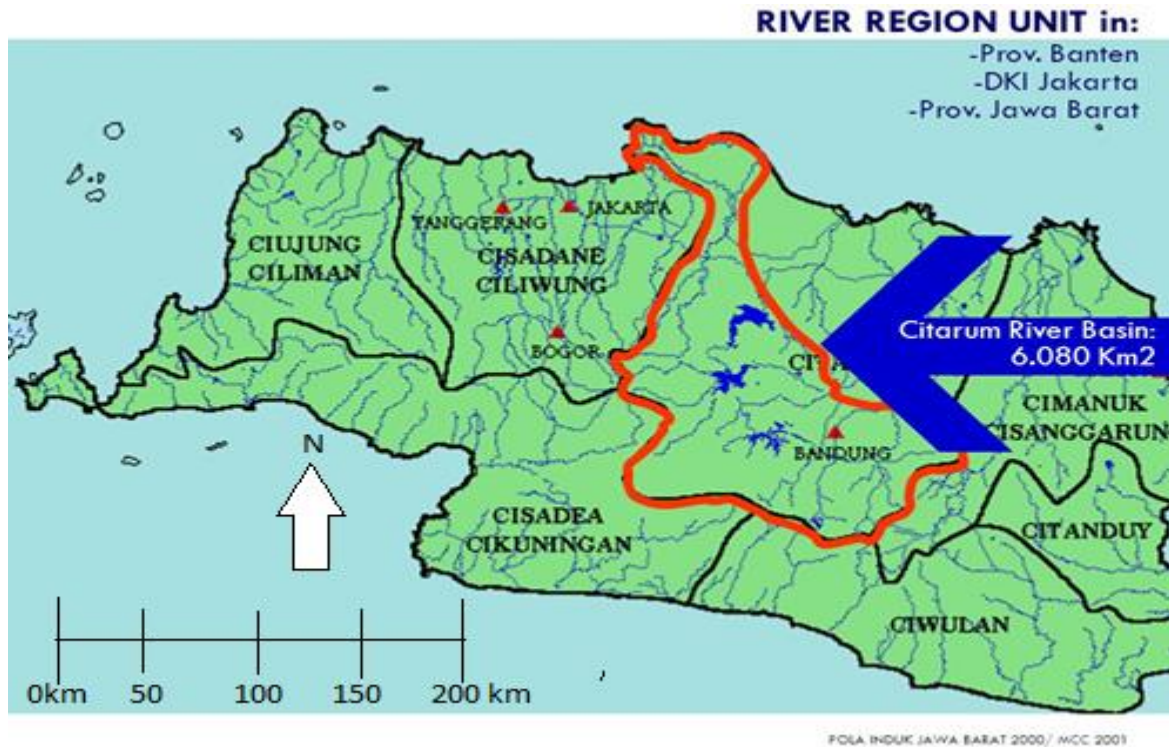 RIVER REGION UNIT in:
-Prov. Banten
-DKI Jakarta
-Prov. Jawa Barat
TANGGERANG
JAKARTA
CIUJUNG
CILIMAN
CISADANE
CILIWUNG
BOGOR
Citarum River Basin:
6.080 Km2
CIMANUK
CISANGGARUN
BANDUNG
N
CISADEA
CIKUNINGAN
CITANDUY
CIWULAN
0km 50 100 150 200 km
POLA INDUK JAWA BARAT 2000/ MCC 2001